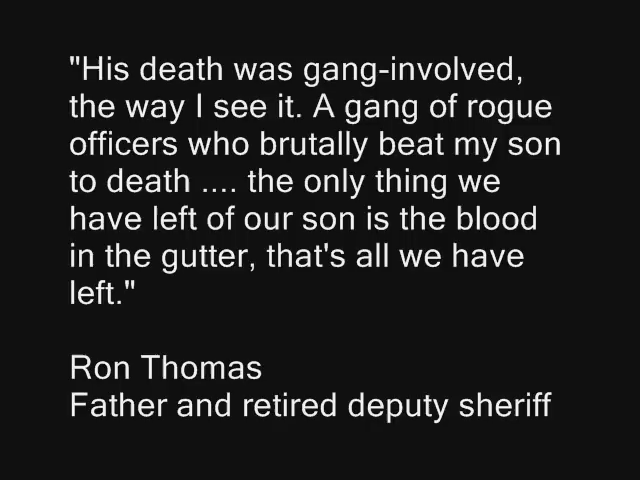 "His death was gang-involved,
the way I see it. A gang of rogue
officers who brutally beat my son
to death .... the only thing we
have left of our son is the blood
in the gutter, that's all we have
left."
Ron Thomas
Father and retired deputy sheriff